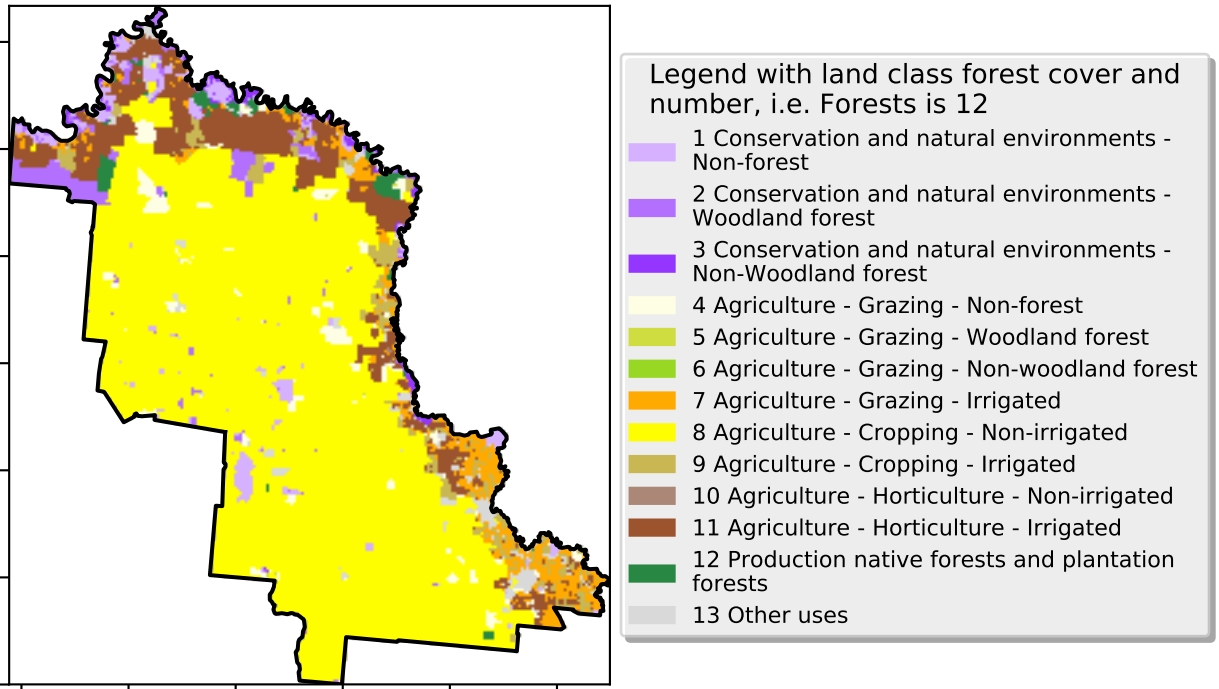 Legend with land class forest cover and
number, i.e. Forests is 12
1 Conservation and natural environments -
Non-forest
2 Conservation and natural environments -
Woodland forest
3 Conservation and natural environments -
Non-Woodland forest
4 Agriculture - Grazing - Non-forest
5 Agriculture - Grazing - Woodland forest
6 Agriculture - Grazing - Non-woodland forest
7 Agriculture - Grazing - Irrigated
8 Agriculture - Cropping - Non-irrigated
9 Agriculture - Cropping - Irrigated
10 Agriculture - Horticulture - Non-irrigated
11 Agriculture - Horticulture - Irrigated
12 Production native forests and plantation
forests
13 Other uses